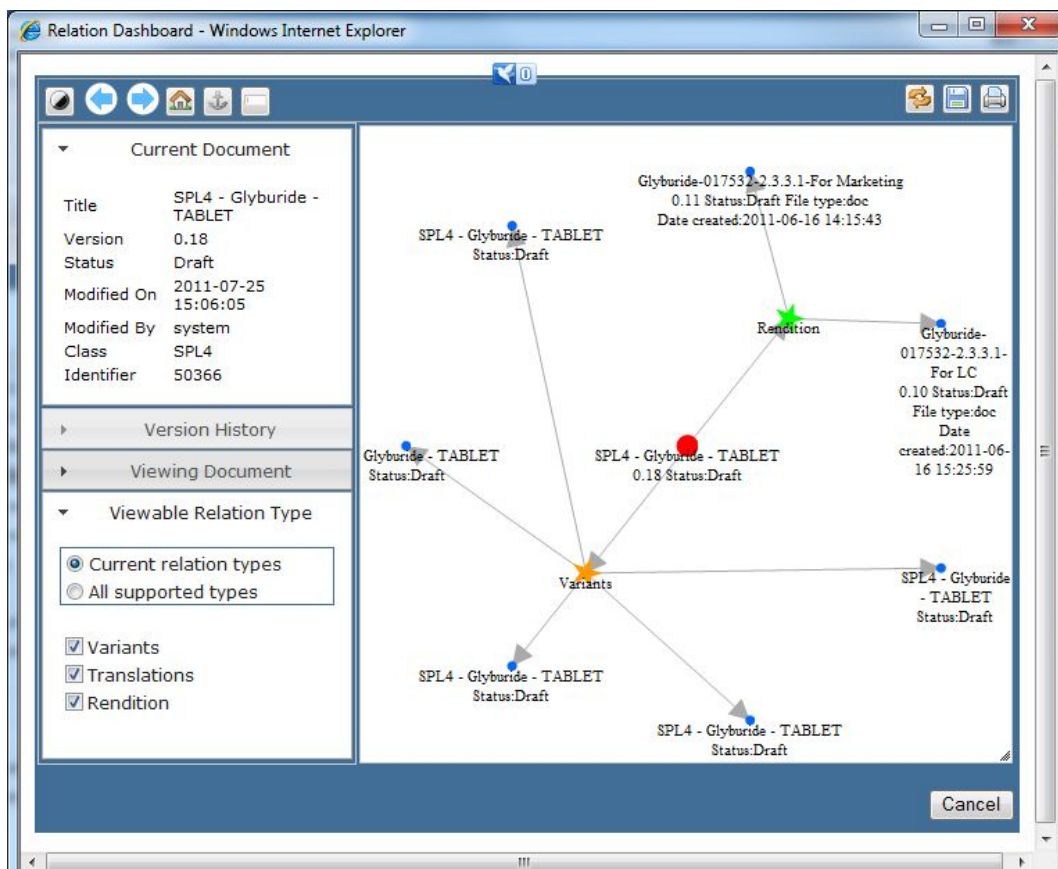 Relation Dashboard - Windows Internet Explorer
Current Document
Title SPL4 - Glyburide -
TABLET
Version 0.18
Status Draft
Modified On 2011-07-25
15:06:05
Modified By system
Class SPL4
Identifier 50366
Version History
Viewing Document
Viewable Relation Type
Current relation types
All supported types
Variants
Translations
Rendition
Glyburide-017532-2.3.3.1-For Marketing
0.11 Status:Draft File type:doc
Date created:2011-06-16 14:15:43
SPL4 - Glyburide - TABLET
Status:Draft
Rendition
Glyburide-
017532-2.3.3.1-
For LC
0.10 Status:Draft
File type:doc
Date
created:2011-06-
16 15:25:59
Glyburide - TABLET
Status:Draft
SPL4 - Glyburide - TABLET
0.18 Status:Draft
Variants
SPL4 - Glyburide
- TABLET
Status:Draft
SPL4 - Glyburide - TABLET
Status:Draft
SPL4 - Glyburide - TABLET
Status:Draft
Cancel